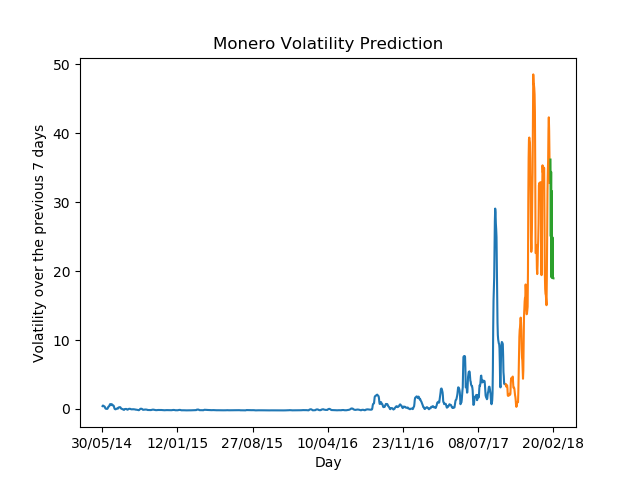 Monero Volatility Prediction
Volatility over the previous 7 days
50
40
30
20
10
0
30/05/14 12/01/15 27/08/15 10/04/16 23/11/16 08/07/17 20/02/18
Day